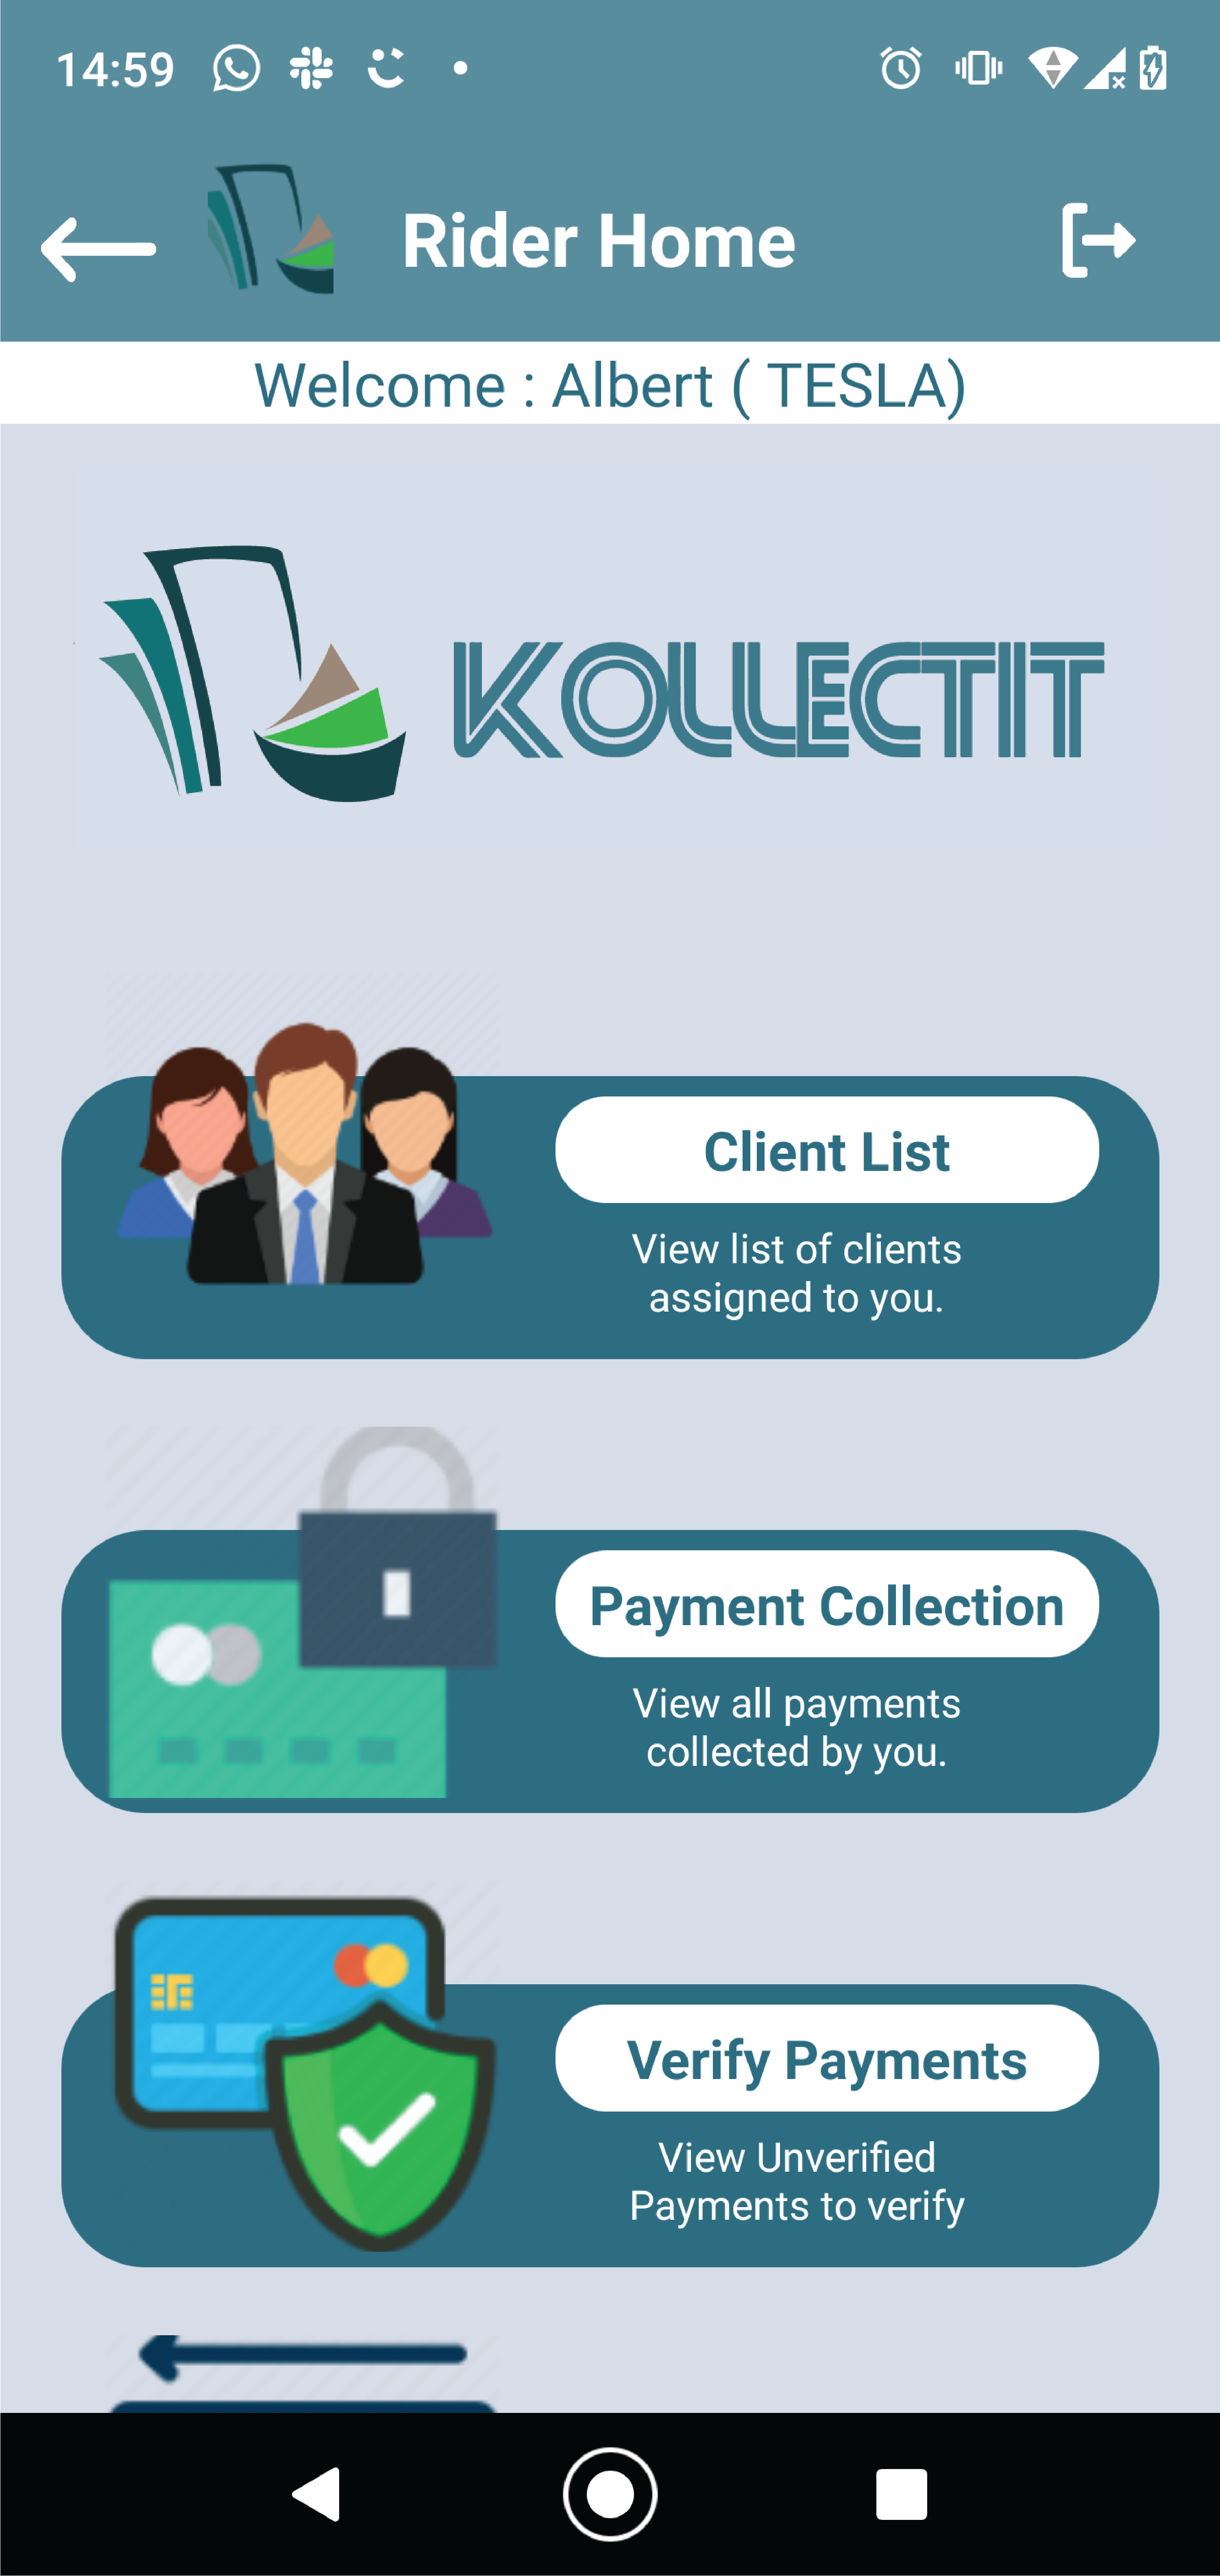 14:59
Rider Home
Welcome : Albert ( TESLA)
KOLLECTIT
Client List
View list of clients
assigned to you.
Payment Collection
View all payments
collected by you.
Verify Payments
View Unverified
Payments to verify